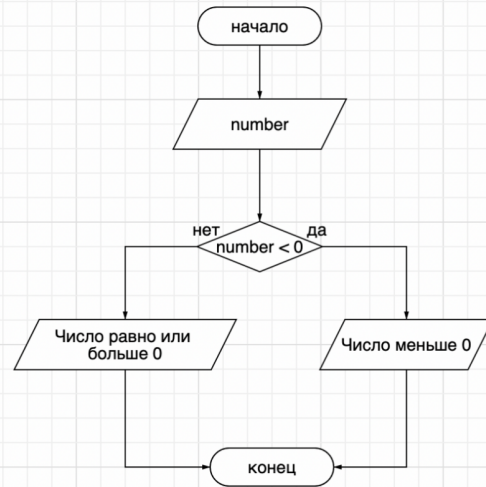 начало
number
нет
да
number < 0
Число равно или
больше 0
Число меньше 0
конец